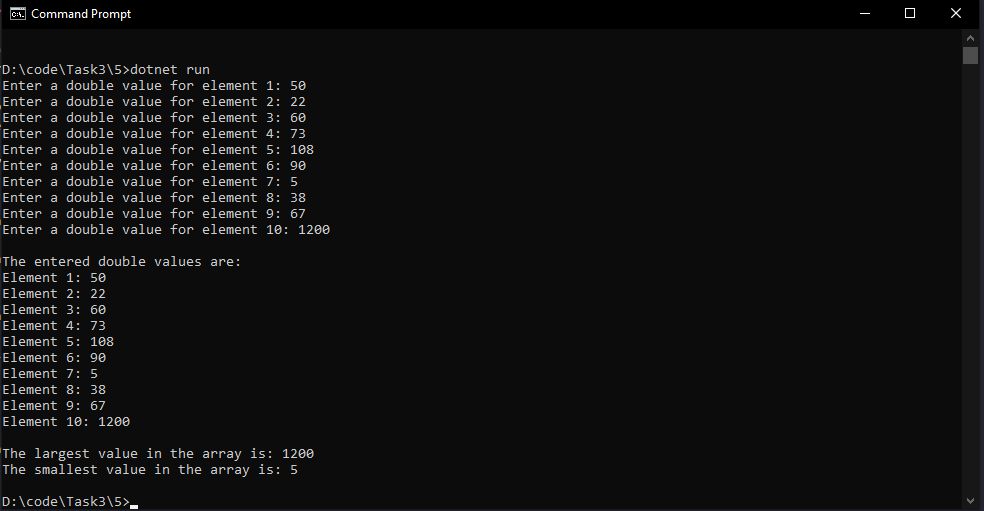 Command Prompt
D:\code\Task3\5>dotnet run
Enter a double value for element 1: 50
Enter a double value for element 2: 22
Enter a double value for element 3: 60
Enter a double value for element 4: 73
Enter a double value for element 5: 108
Enter a double value for element 6: 90
Enter a double value for element 7: 5
Enter a double value for element 8: 38
Enter a double value for element 9: 67
Enter a double value for element 10: 1200
The entered double values are:
Element 1: 50
Element 2: 22
Element 3: 60
Element 4: 73
Element 5: 108
Element 6: 90
Element 7: 5
Element 8: 38
Element 9: 67
Element 10: 1200
The largest value in the array is: 1200
The smallest value in the array is: 5
D:\code\Task3\5>